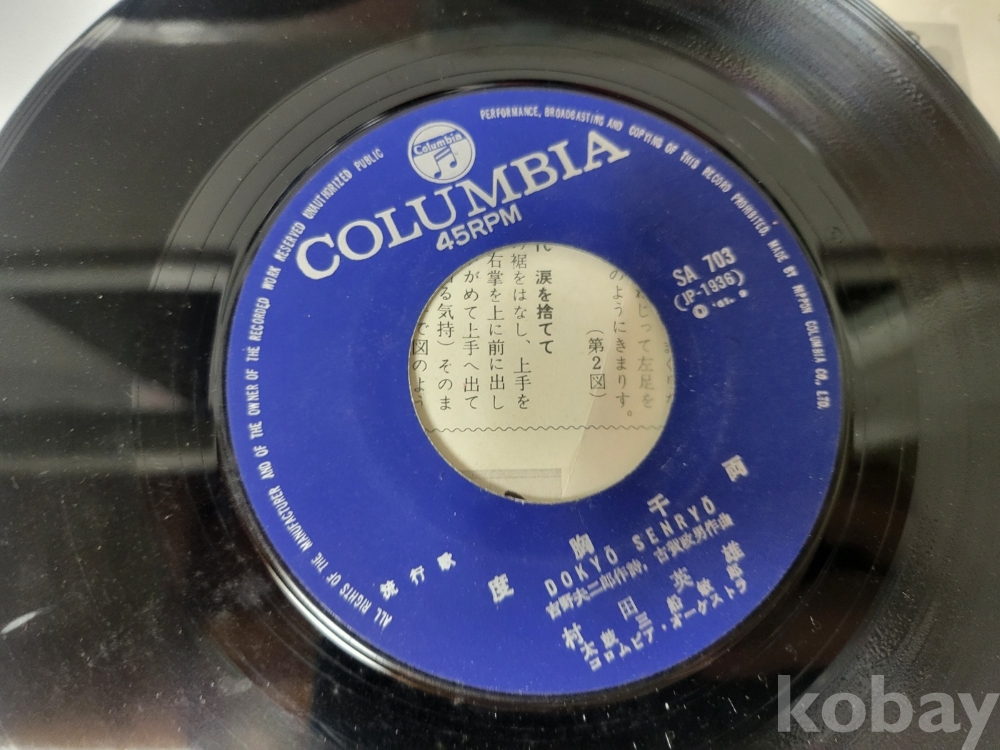 ALL RIGHTS OF THE MANUFACTURER AND OF THE OWNER OF THE RECORDED WORK RESERVED UNAUTHORIZED PUBLIC PERFORMANCE, BROADCASTING AND COPYING OF THIS RECORD PROHIBITED. MADE BY NIPPON COLUMBIA CO., LTD.
Columbia
COLUMBIA
45RPM
SA 703
(JP-1936)
じって左足を
のようにきまりす。
(第2図)
涙を捨てて
裾をはなし、上手を
右掌を上に前に出し
がめて上手へ出て
る気持)そのま
で図のよ
流行歌
度胸千両
DOKYŌ SENRYŌ
作詩, 古賀政男作曲
村田英雄
コロムビア・オーケストラ
kobay